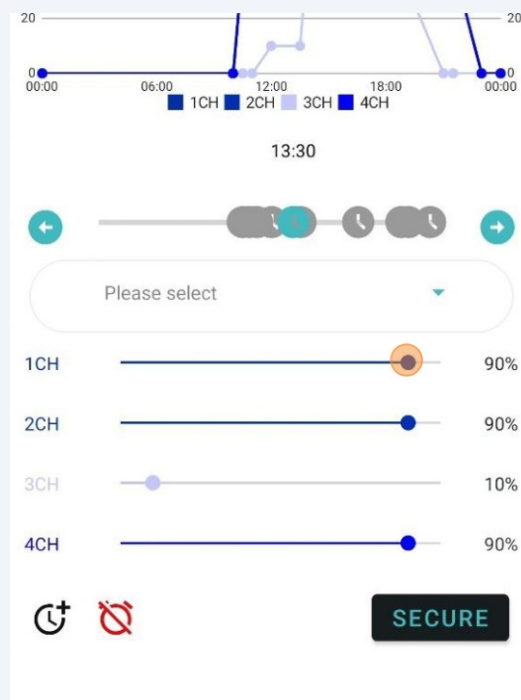 20 20
0 0
00:00 06:00 12:00 18:00 00:00
1CH 2CH 3CH 4CH
13:30
Please select
1CH 90%
2CH 90%
3CH 10%
4CH 90%
SECURE